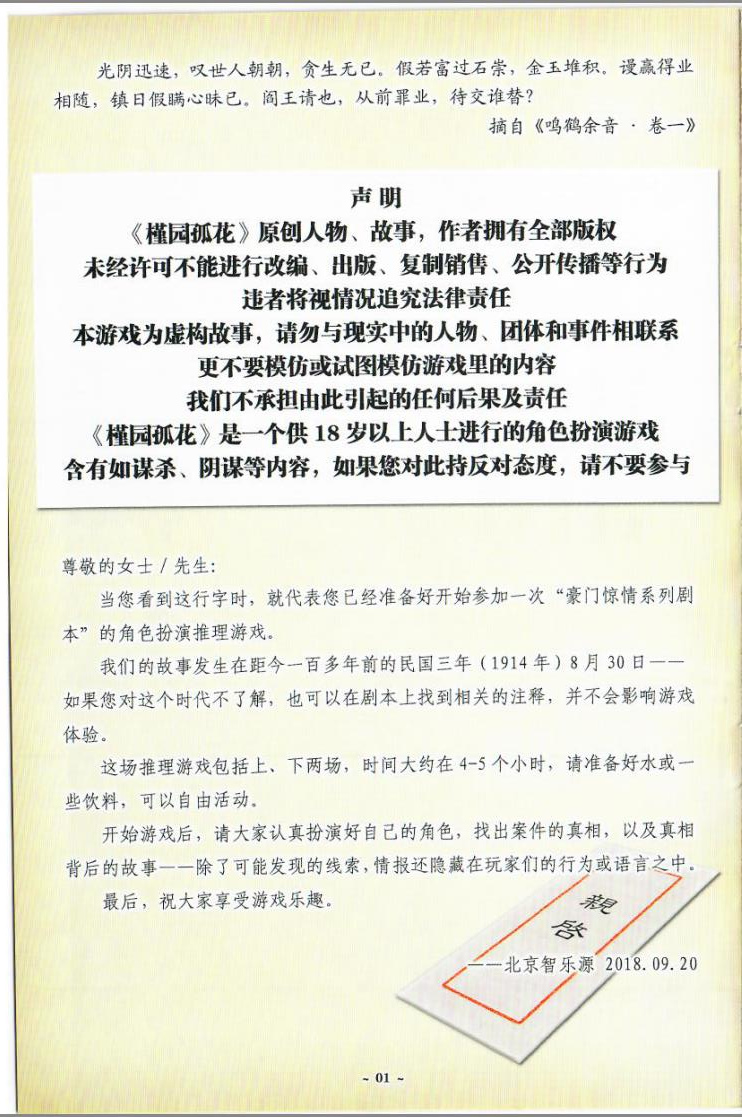 光阴迅速，叹世人朝朝，贪生无已。假若富过石崇，金玉堆积。谩赢得业
相随，镇日假瞒心昧已。阎王请也，从前罪业，待交谁替？
摘自《鸣鹤余音 · 卷一》
声 明
《槿园孤花》原创人物、故事，作者拥有全部版权
未经许可不能进行改编、出版、复制销售、公开传播等行为
违者将视情况追究法律责任
本游戏为虚构故事，请勿与现实中的人物、团体和事件相联系
更不要模仿或试图模仿游戏里的内容
我们不承担由此引起的任何后果及责任
《槿园孤花》是一个供 18 岁以上人士进行的角色扮演游戏
含有如谋杀、阴谋等内容，如果您对此持反对态度，请不要参与
尊敬的女士 / 先生:
当您看到这行字时，就代表您已经准备好开始参加一次“豪门惊情系列剧
本”的角色扮演推理游戏。
我们的故事发生在距今一百多年前的民国三年（1914 年）8 月 30 日——
如果您对这个时代不了解，也可以在剧本上找到相关的注释，并不会影响游戏
体验。
这场推理游戏包括上、下两场，时间大约在 4-5 个小时，请准备好水或一
些饮料，可以自由活动。
开始游戏后，请大家认真扮演好自己的角色，找出案件的真相，以及真相
背后的故事——除了可能发现的线索，情报还隐藏在玩家们的行为或语言之中。
最后，祝大家享受游戏乐趣。
親
啓
——北京智乐源 2018.09.20
~ 01 ~